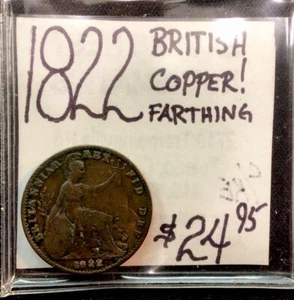 1822
BRITISH
COPPER!
FARTHING
$24.95
BRITANNIAR: REX FID: DEF:
1822